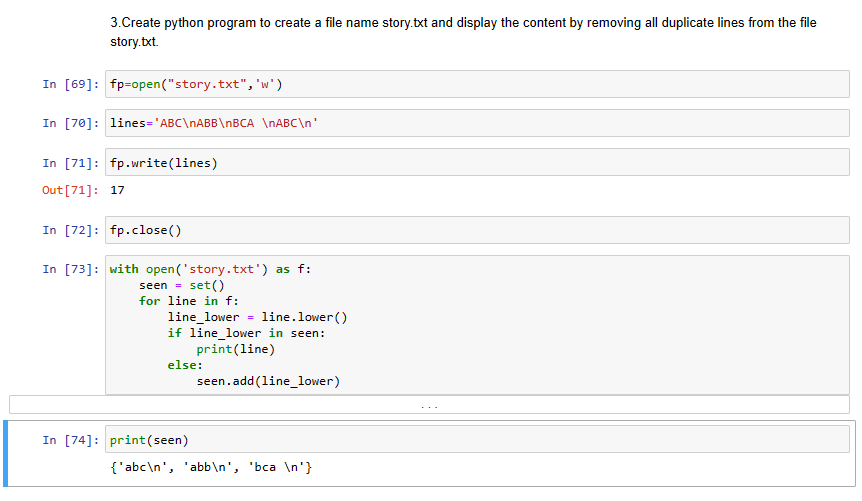 3.Create python program to create a file name story.txt and display the content by removing all duplicate lines from the file
story.txt.
In [69]: fp=open("story.txt",'w')
In [70]: lines='ABC\nABB\nBCA \nABC\n'
In [71]: fp.write(lines)
Out[71]: 17
In [72]: fp.close()
In [73]: with open('story.txt') as f:
    seen = set()
    for line in f:
        line_lower = line.lower()
        if line_lower in seen:
            print(line)
        else:
            seen.add(line_lower)
...
In [74]: print(seen)
{'abc\n', 'abb\n', 'bca \n'}